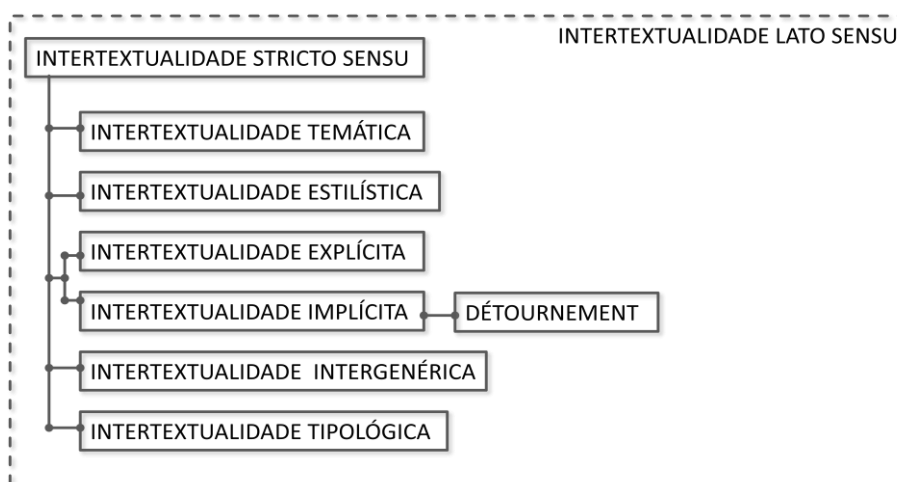 INTERTEXTUALIDADE LATO SENSU
INTERTEXTUALIDADE STRICTO SENSU
INTERTEXTUALIDADE TEMÁTICA
INTERTEXTUALIDADE ESTILÍSTICA
INTERTEXTUALIDADE EXPLÍCITA
INTERTEXTUALIDADE IMPLÍCITA
DÉTOURNEMENT
INTERTEXTUALIDADE INTERGENÉRICA
INTERTEXTUALIDADE TIPOLÓGICA